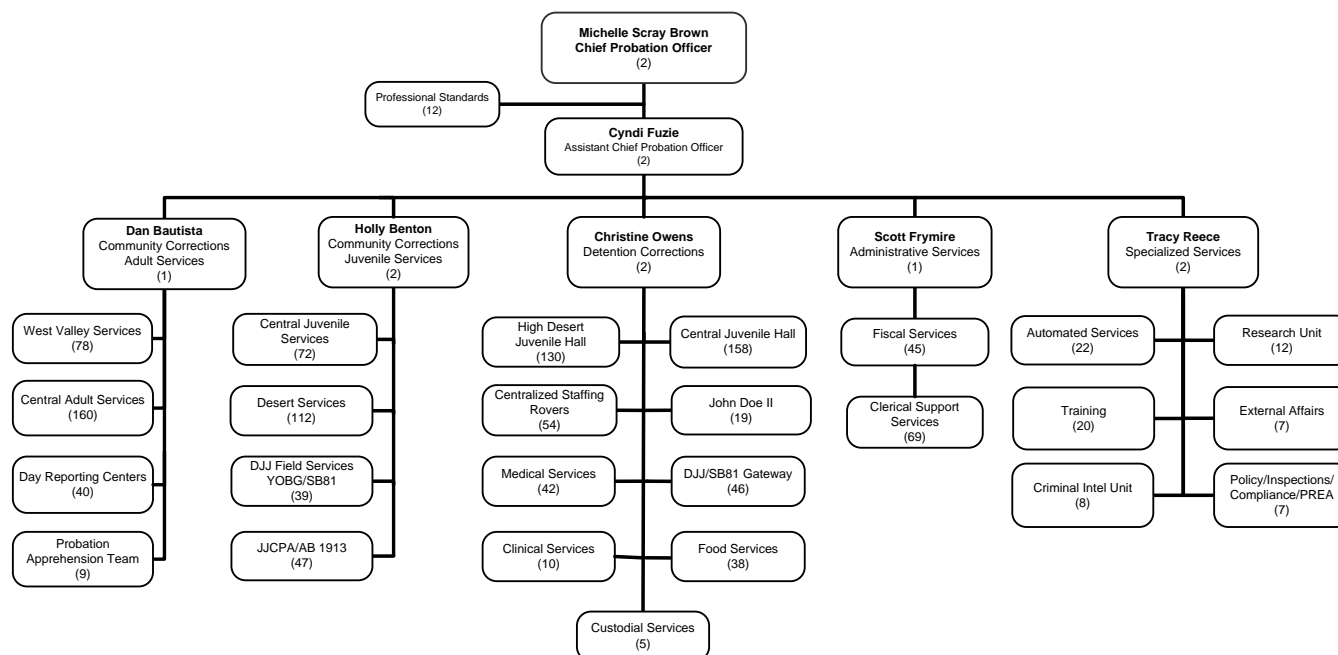 Michelle Scray Brown
Chief Probation Officer
(2)
Professional Standards
(12)
Cyndi Fuzie
Assistant Chief Probation Officer
(2)
Dan Bautista
Community Corrections
Adult Services
(1)
Holly Benton
Community Corrections
Juvenile Services
(2)
Christine Owens
Detention Corrections
(2)
Scott Frymire
Administrative Services
(1)
Tracy Reece
Specialized Services
(2)
West Valley Services
(78)
Central Adult Services
(160)
Day Reporting Centers
(40)
Probation
Apprehension Team
(9)
Central Juvenile
Services
(72)
Desert Services
(112)
DJJ Field Services
YOBG/SB81
(39)
JJCPA/AB 1913
(47)
High Desert
Juvenile Hall
(130)
Central Juvenile Hall
(158)
Centralized Staffing
Rovers
(54)
John Doe II
(19)
Medical Services
(42)
DJJ/SB81 Gateway
(46)
Clinical Services
(10)
Food Services
(38)
Custodial Services
(5)
Fiscal Services
(45)
Clerical Support
Services
(69)
Automated Services
(22)
Research Unit
(12)
Training
(20)
External Affairs
(7)
Criminal Intel Unit
(8)
Policy/Inspections/
Compliance/PREA
(7)